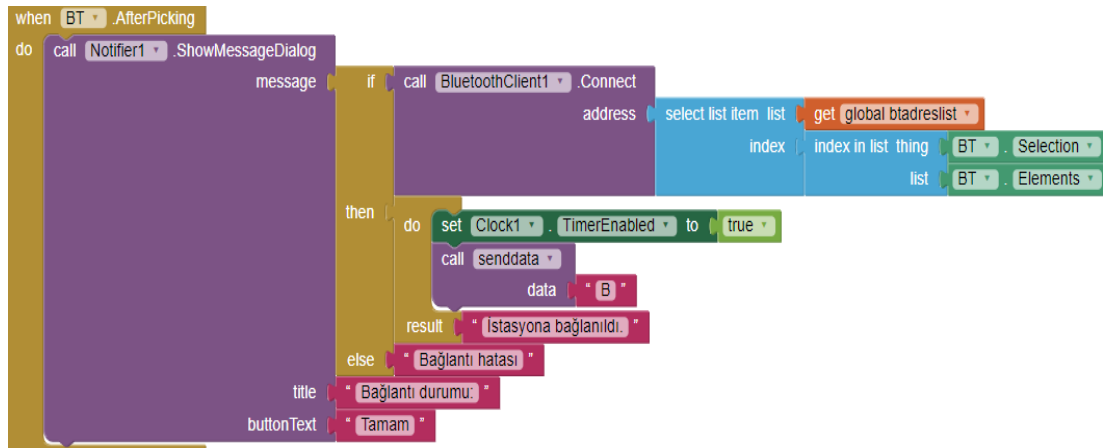 when BT .AfterPicking
do call Notifier1 .ShowMessageDialog
message if call BluetoothClient1 .Connect
address select list item list get global btadreslist
index index in list thing BT . Selection
list BT . Elements
then do set Clock1 . TimerEnabled to true
call senddata
data " B "
result " İstasyona bağlanıldı. "
else " Bağlantı hatası "
title " Bağlantı durumu: "
buttonText " Tamam "